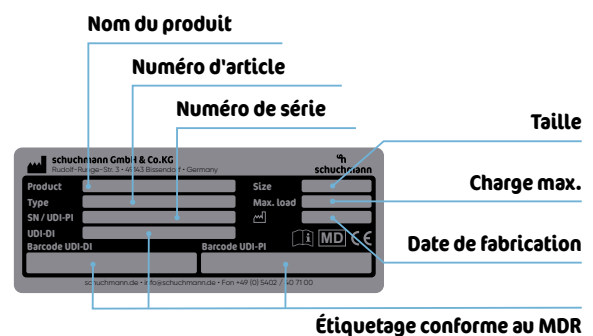 Nom du produit
Numéro d'article
Numéro de série
Taille
Charge max.
Date de fabrication
schuchmann GmbH & Co.KG
Rudolf-Runge-Str. 3 • 49143 Bissendorf • Germany
schuchmann
Product
Size
Type
Max. load
SN / UDI-PI
UDI-DI
MD CE
Barcode UDI-DI
Barcode UDI-PI
schuchmann.de • info@schuchmann.de • Fon +49 (0) 5402 / 40 71 00
Étiquetage conforme au MDR